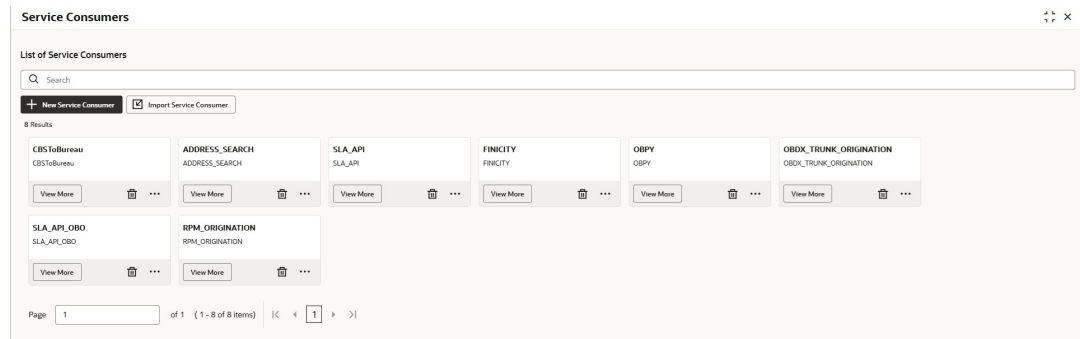 Service Consumers
List of Service Consumers
Search
New Service Consumer Import Service Consumer
8 Results
CBSToBureau ADDRESS_SEARCH SLA_API FINICITY OBPY OBDX_TRUNK_ORIGINATION
CBSToBureau ADDRESS_SEARCH SLA_API FINICITY OBPY OBDX_TRUNK_ORIGINATION
View More View More View More View More View More View More
SLA_API_OBO RPM_ORIGINATION
SLA_API_OBO RPM_ORIGINATION
View More View More
Page 1 of 1 (1 - 8 of 8 items) 1